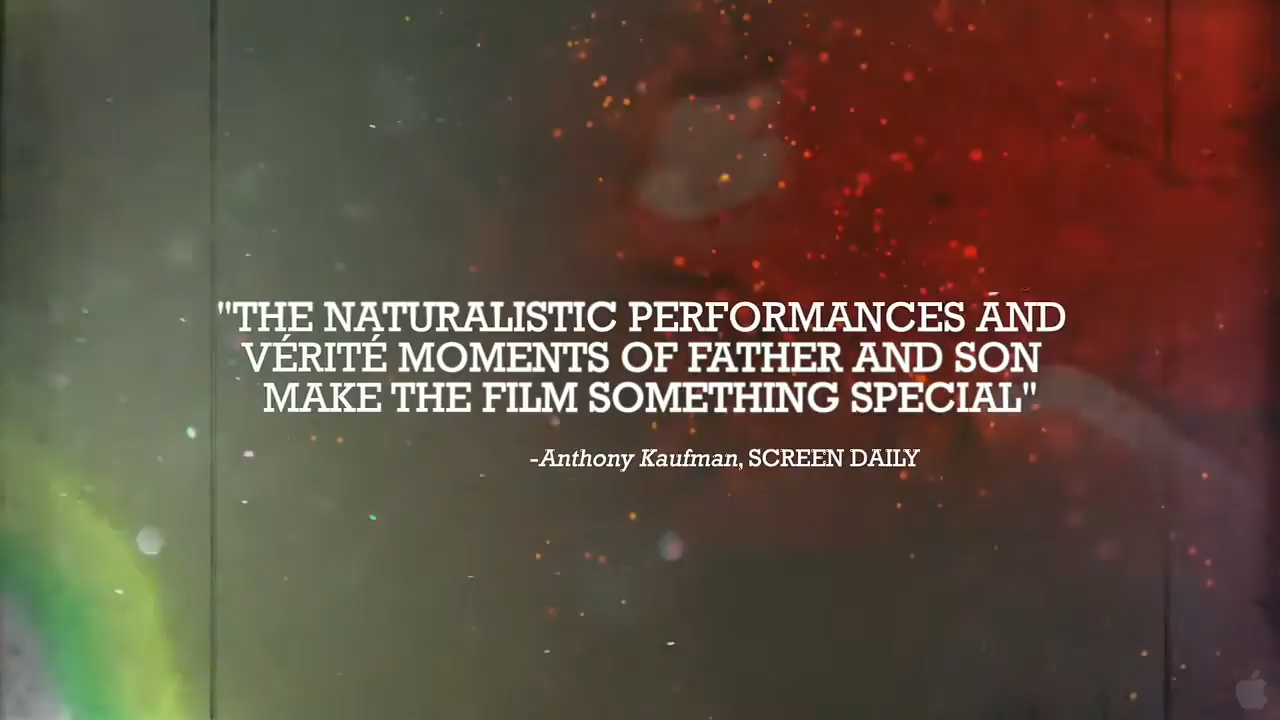 "THE NATURALISTIC PERFORMANCES AND
VÉRITÉ MOMENTS OF FATHER AND SON
MAKE THE FILM SOMETHING SPECIAL"
-Anthony Kaufman, SCREEN DAILY